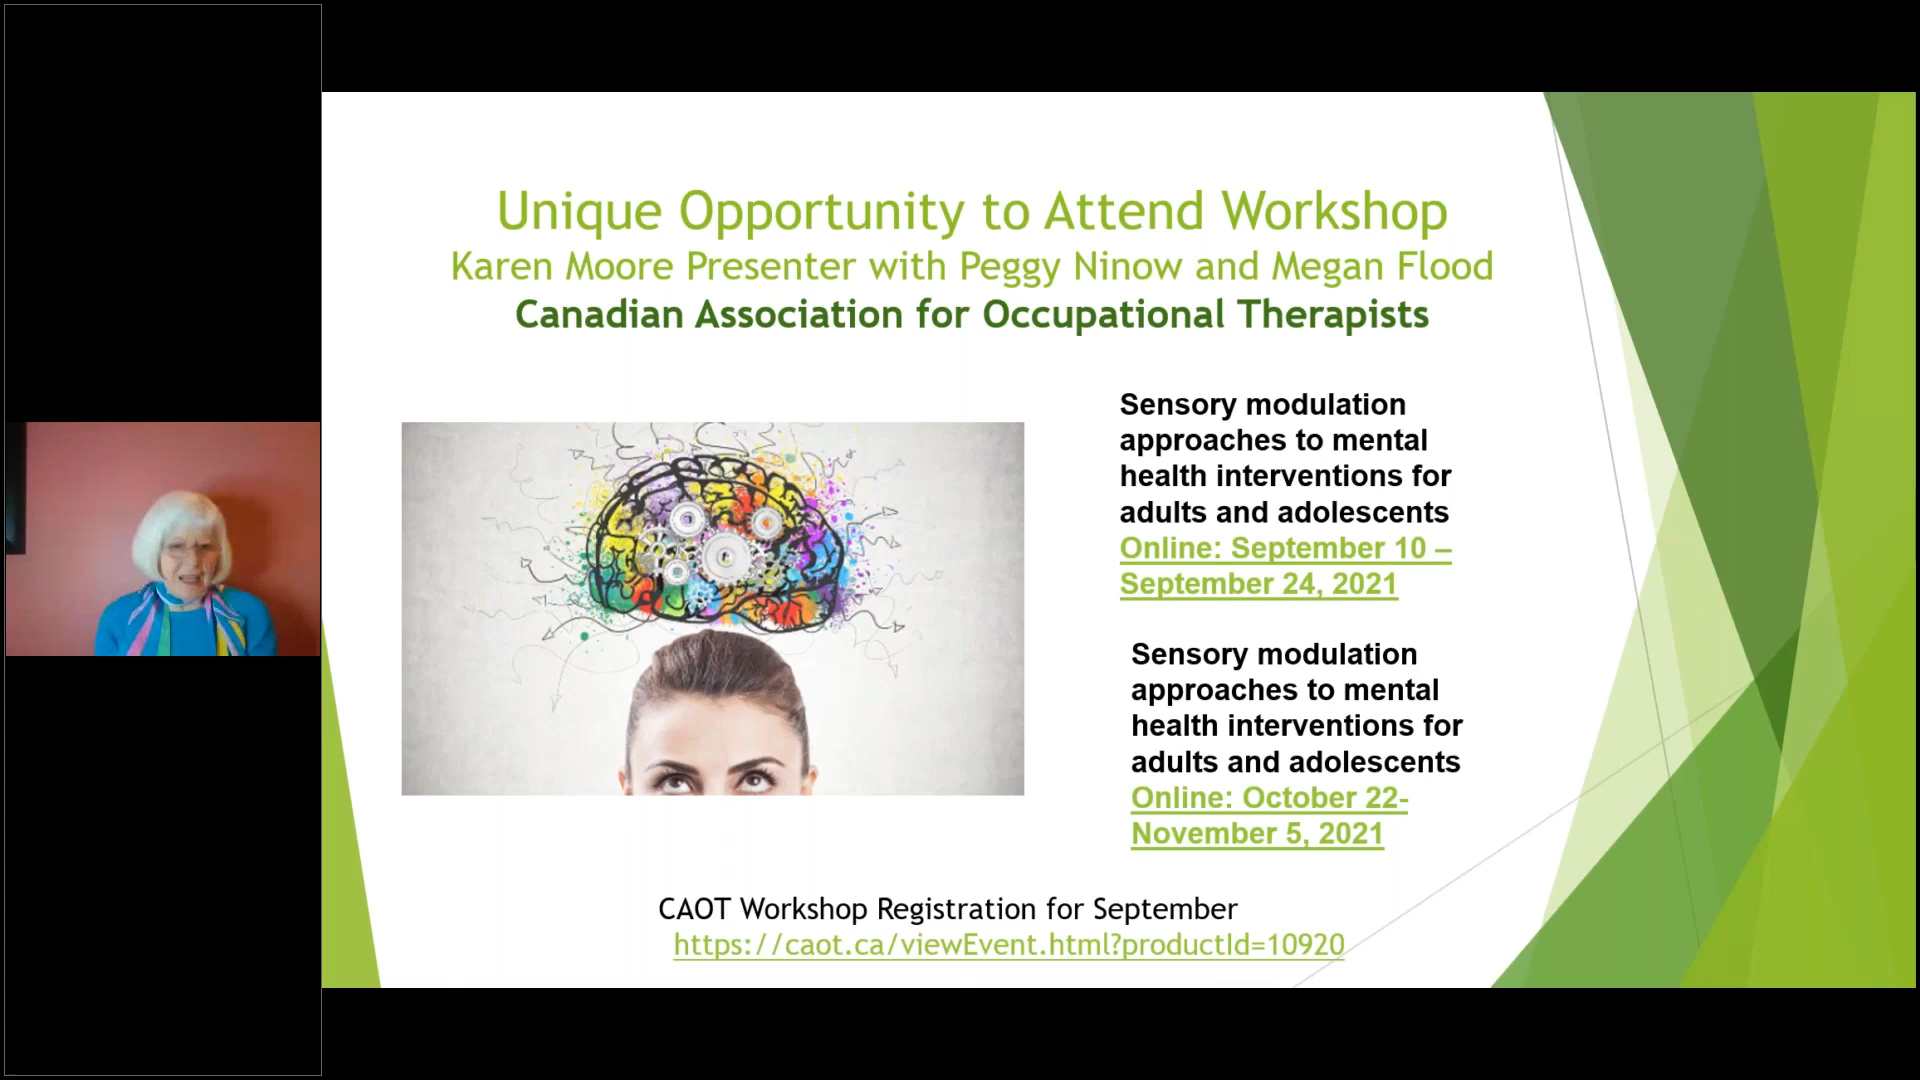 Unique Opportunity to Attend Workshop
Karen Moore Presenter with Peggy Ninow and Megan Flood
Canadian Association for Occupational Therapists
Sensory modulation
approaches to mental
health interventions for
adults and adolescents
Online: September 10 –
September 24, 2021
Sensory modulation
approaches to mental
health interventions for
adults and adolescents
Online: October 22-
November 5, 2021
CAOT Workshop Registration for September
https://caot.ca/viewEvent.html?productId=10920